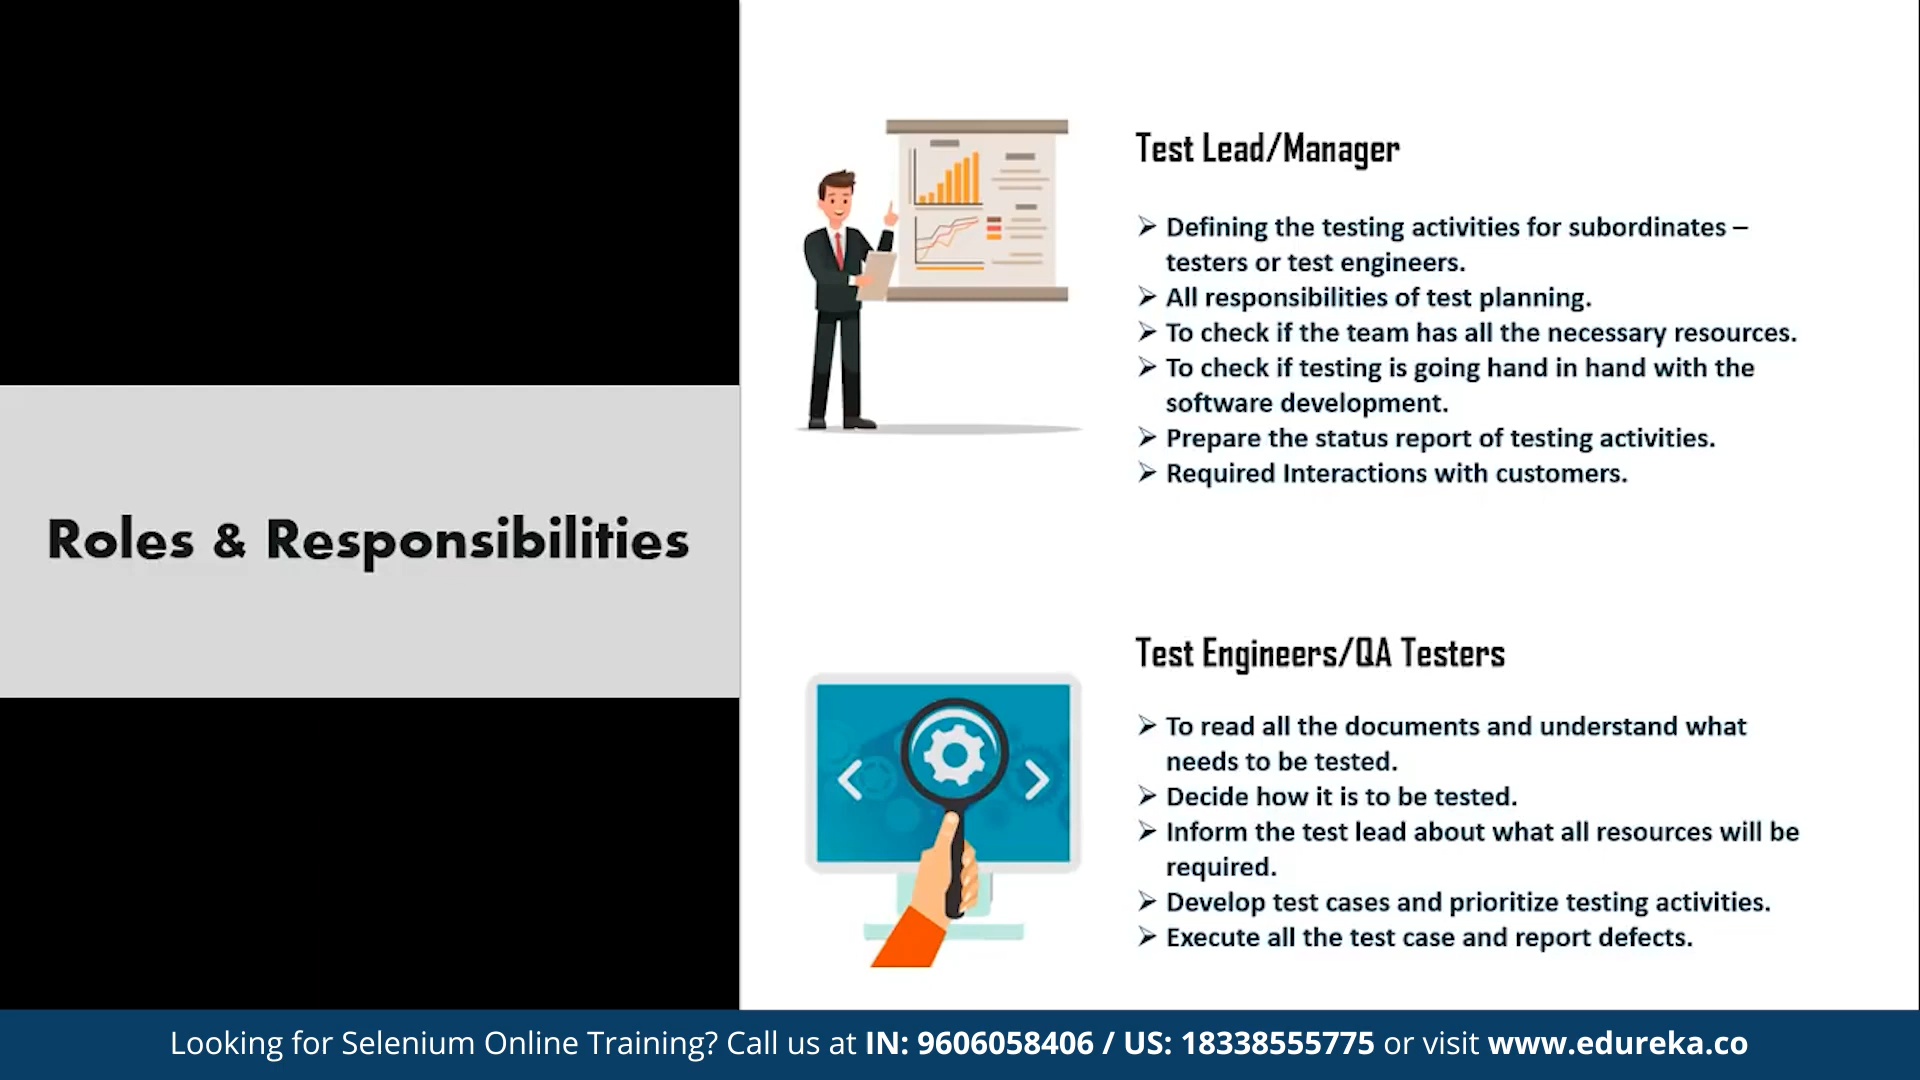 Roles & Responsibilities
Test Lead/Manager
➢ Defining the testing activities for subordinates –
testers or test engineers.
➢ All responsibilities of test planning.
➢ To check if the team has all the necessary resources.
➢ To check if testing is going hand in hand with the
software development.
➢ Prepare the status report of testing activities.
➢ Required Interactions with customers.
Test Engineers/QA Testers
➢ To read all the documents and understand what
needs to be tested.
➢ Decide how it is to be tested.
➢ Inform the test lead about what all resources will be
required.
➢ Develop test cases and prioritize testing activities.
➢ Execute all the test case and report defects.
Looking for Selenium Online Training? Call us at IN: 9606058406 / US: 18338555775 or visit www.edureka.co